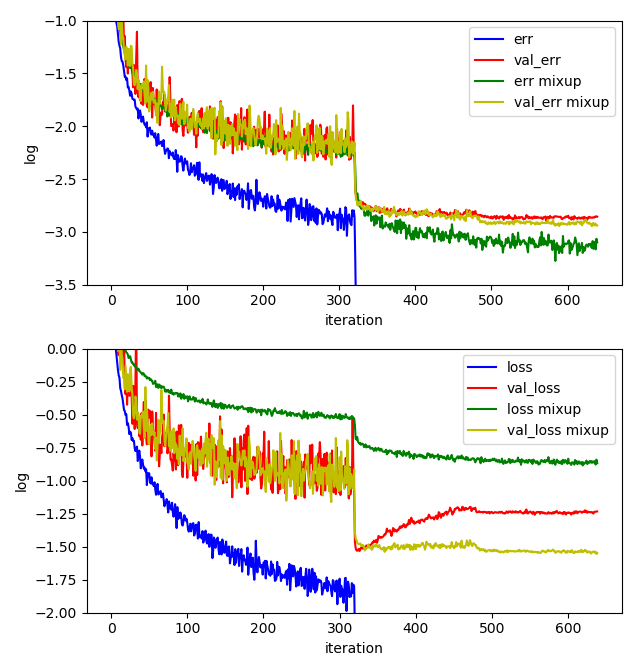 −1.0
−1.5
−2.0
−2.5
−3.0
−3.5
log
0 100 200 300 400 500 600
iteration
err
val_err
err mixup
val_err mixup
0.00
−0.25
−0.50
−0.75
−1.00
−1.25
−1.50
−1.75
−2.00
log
0 100 200 300 400 500 600
iteration
loss
val_loss
loss mixup
val_loss mixup